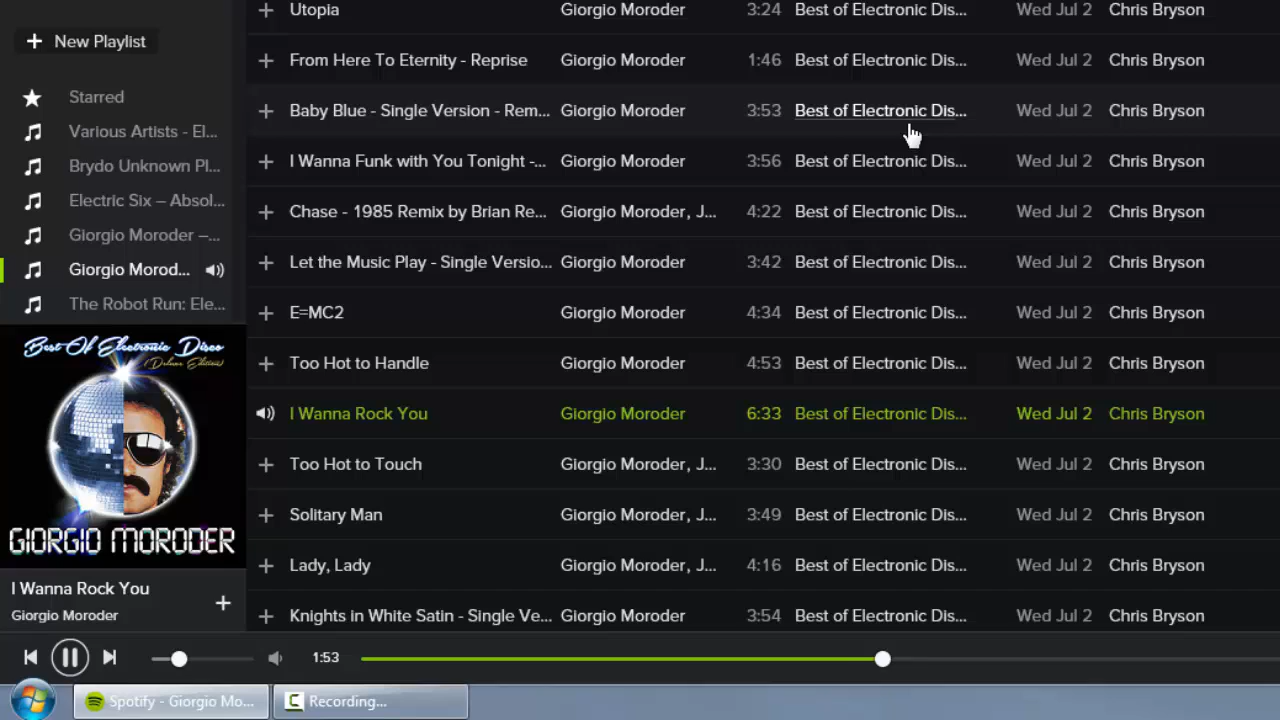 New Playlist
Starred
Various Artists - El...
Brydo Unknown Pl...
Electric Six – Absol...
Giorgio Moroder –...
Giorgio Morod...
The Robot Run: Ele...
Best Of Electronic Disco
(Deluxe Edition)
GIORGIO MORODER
I Wanna Rock You
Giorgio Moroder
Utopia Giorgio Moroder 3:24 Best of Electronic Dis... Wed Jul 2 Chris Bryson
From Here To Eternity - Reprise Giorgio Moroder 1:46 Best of Electronic Dis... Wed Jul 2 Chris Bryson
Baby Blue - Single Version - Rem... Giorgio Moroder 3:53 Best of Electronic Dis... Wed Jul 2 Chris Bryson
I Wanna Funk with You Tonight -... Giorgio Moroder 3:56 Best of Electronic Dis... Wed Jul 2 Chris Bryson
Chase - 1985 Remix by Brian Re... Giorgio Moroder, J... 4:22 Best of Electronic Dis... Wed Jul 2 Chris Bryson
Let the Music Play - Single Versio... Giorgio Moroder 3:42 Best of Electronic Dis... Wed Jul 2 Chris Bryson
E=MC2 Giorgio Moroder 4:34 Best of Electronic Dis... Wed Jul 2 Chris Bryson
Too Hot to Handle Giorgio Moroder 4:53 Best of Electronic Dis... Wed Jul 2 Chris Bryson
I Wanna Rock You Giorgio Moroder 6:33 Best of Electronic Dis... Wed Jul 2 Chris Bryson
Too Hot to Touch Giorgio Moroder, J... 3:30 Best of Electronic Dis... Wed Jul 2 Chris Bryson
Solitary Man Giorgio Moroder, J... 3:49 Best of Electronic Dis... Wed Jul 2 Chris Bryson
Lady, Lady Giorgio Moroder, J... 4:16 Best of Electronic Dis... Wed Jul 2 Chris Bryson
Knights in White Satin - Single Ve... Giorgio Moroder 3:54 Best of Electronic Dis... Wed Jul 2 Chris Bryson
1:53
Spotify - Giorgio Mo...
Recording...